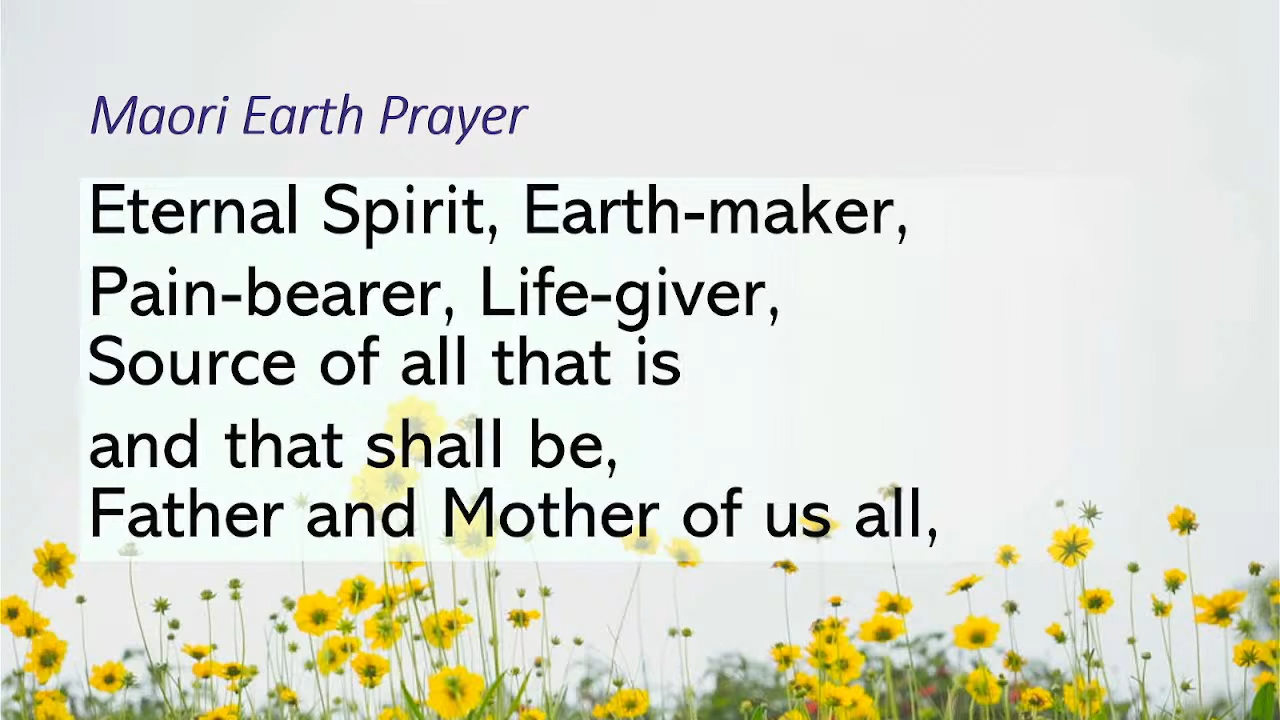 Maori Earth Prayer
Eternal Spirit, Earth-maker,
Pain-bearer, Life-giver,
Source of all that is
and that shall be,
Father and Mother of us all,